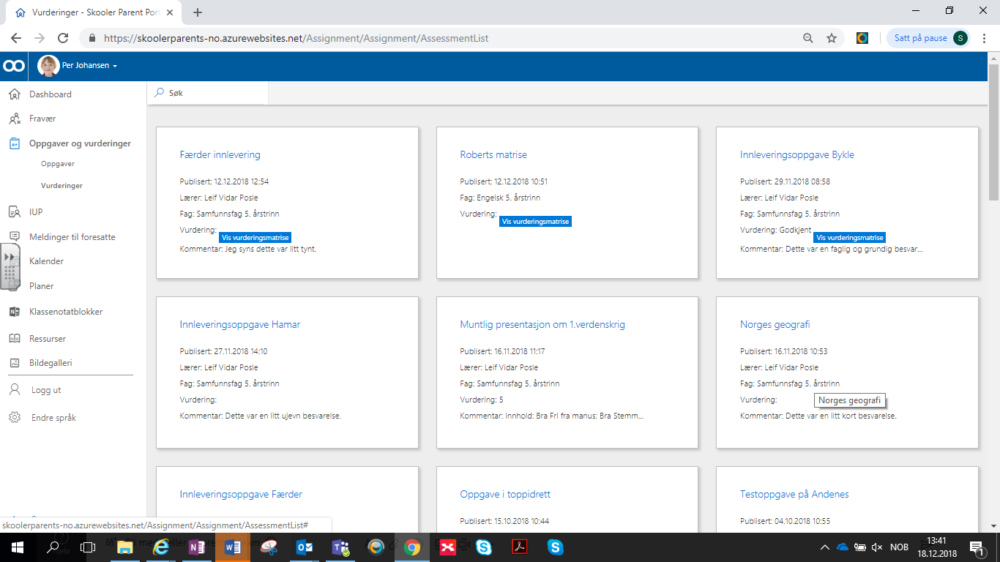 Vurderinger - Skooler Parent Port
https://skoolerparents-no.azurewebsites.net/Assignment/Assignment/AssessmentList
Satt på pause
S
Per Johansen
Dashboard
Fravær
Oppgaver og vurderinger
Oppgaver
Vurderinger
IUP
Meldinger til foresatte
Kalender
Planer
Klassenotatblokker
Ressurser
Bildegalleri
Logg ut
Endre språk
Søk
Færder innlevering
Publisert: 12.12.2018 12:54
Lærer: Leif Vidar Posle
Fag: Samfunnsfag 5. årstrinn
Vurdering:
Vis vurderingsmatrise
Kommentar: Jeg syns dette var litt tynt.
Roberts matrise
Publisert: 12.12.2018 10:51
Fag: Engelsk 5. årstrinn
Vurdering:
Vis vurderingsmatrise
Innleveringsoppgave Bykle
Publisert: 29.11.2018 08:58
Lærer: Leif Vidar Posle
Fag: Samfunnsfag 5. årstrinn
Vurdering: Godkjent
Vis vurderingsmatrise
Kommentar: Dette var en faglig og grundig besvar...
Innleveringsoppgave Hamar
Publisert: 27.11.2018 14:10
Lærer: Leif Vidar Posle
Fag: Samfunnsfag 5. årstrinn
Vurdering:
Kommentar: Dette var en litt ujevn besvarelse.
Muntlig presentasjon om 1.verdenskrig
Publisert: 16.11.2018 11:17
Lærer: Leif Vidar Posle
Fag: Samfunnsfag 5. årstrinn
Vurdering: 5
Kommentar: Innhold: Bra Fri fra manus: Bra Stemm...
Norges geografi
Publisert: 16.11.2018 10:53
Lærer: Leif Vidar Posle
Fag: Samfunnsfag 5. årstrinn
Vurdering:
Norges geografi
Kommentar: Dette var en litt kort besvarelse.
Innleveringsoppgave Færder
Oppgave i toppidrett
Publisert: 15.10.2018 10:44
Testoppgave på Andenes
Publisert: 04.10.2018 10:55
skoolerparents-no.azurewebsites.net/Assignment/Assignment/AssessmentList#
NOB
13:41
18.12.2018
1